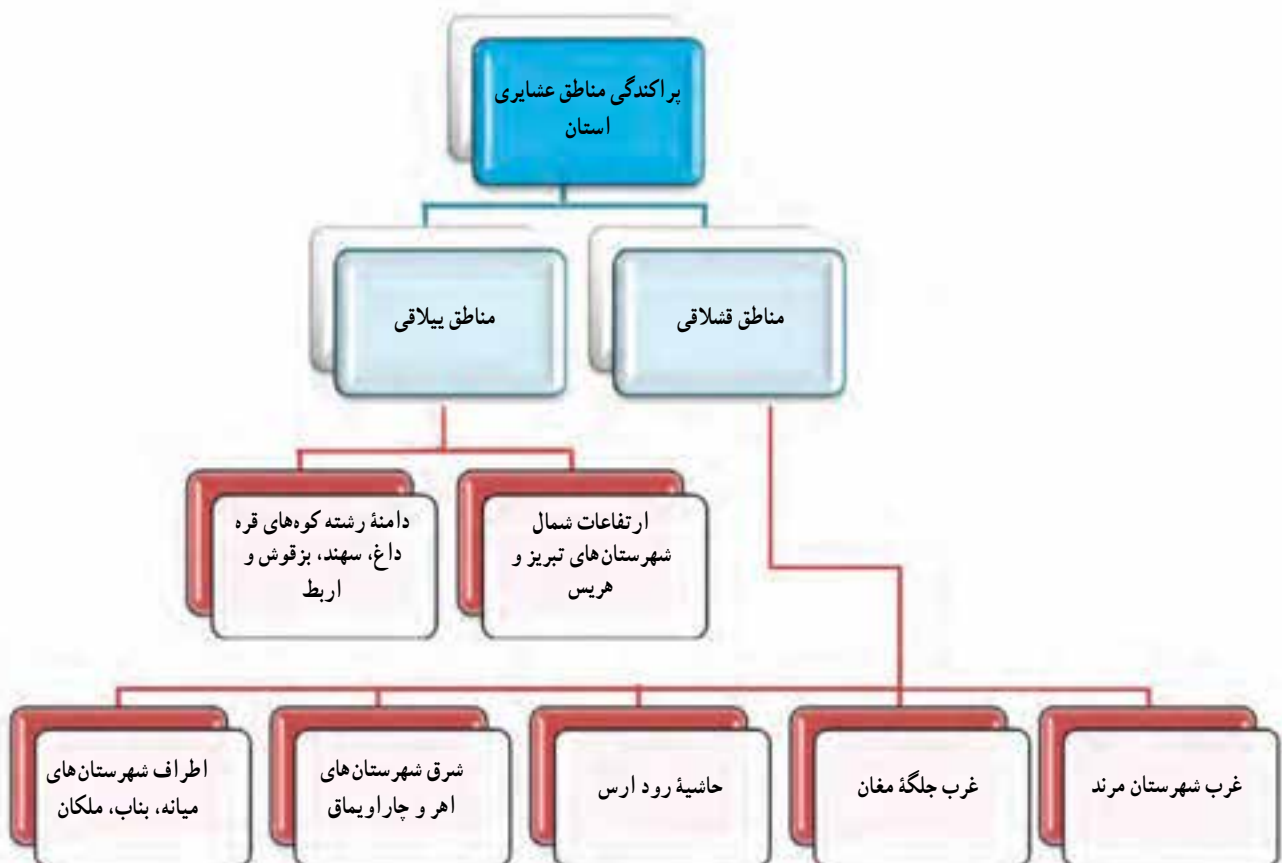 پراکندگی مناطق عشایری
استان
مناطق قشلاقی
مناطق ییلاقی
ارتفاعات شمال
شهرستان‌های تبریز و
هریس
دامنهٔ رشته کوه‌های قره
داغ، سهند، بزقوش و
اربط
غرب شهرستان مرند
غرب جلگهٔ مغان
حاشیهٔ رود ارس
شرق شهرستان‌های
اهر و چاراویماق
اطراف شهرستان‌های
میانه، بناب، ملکان